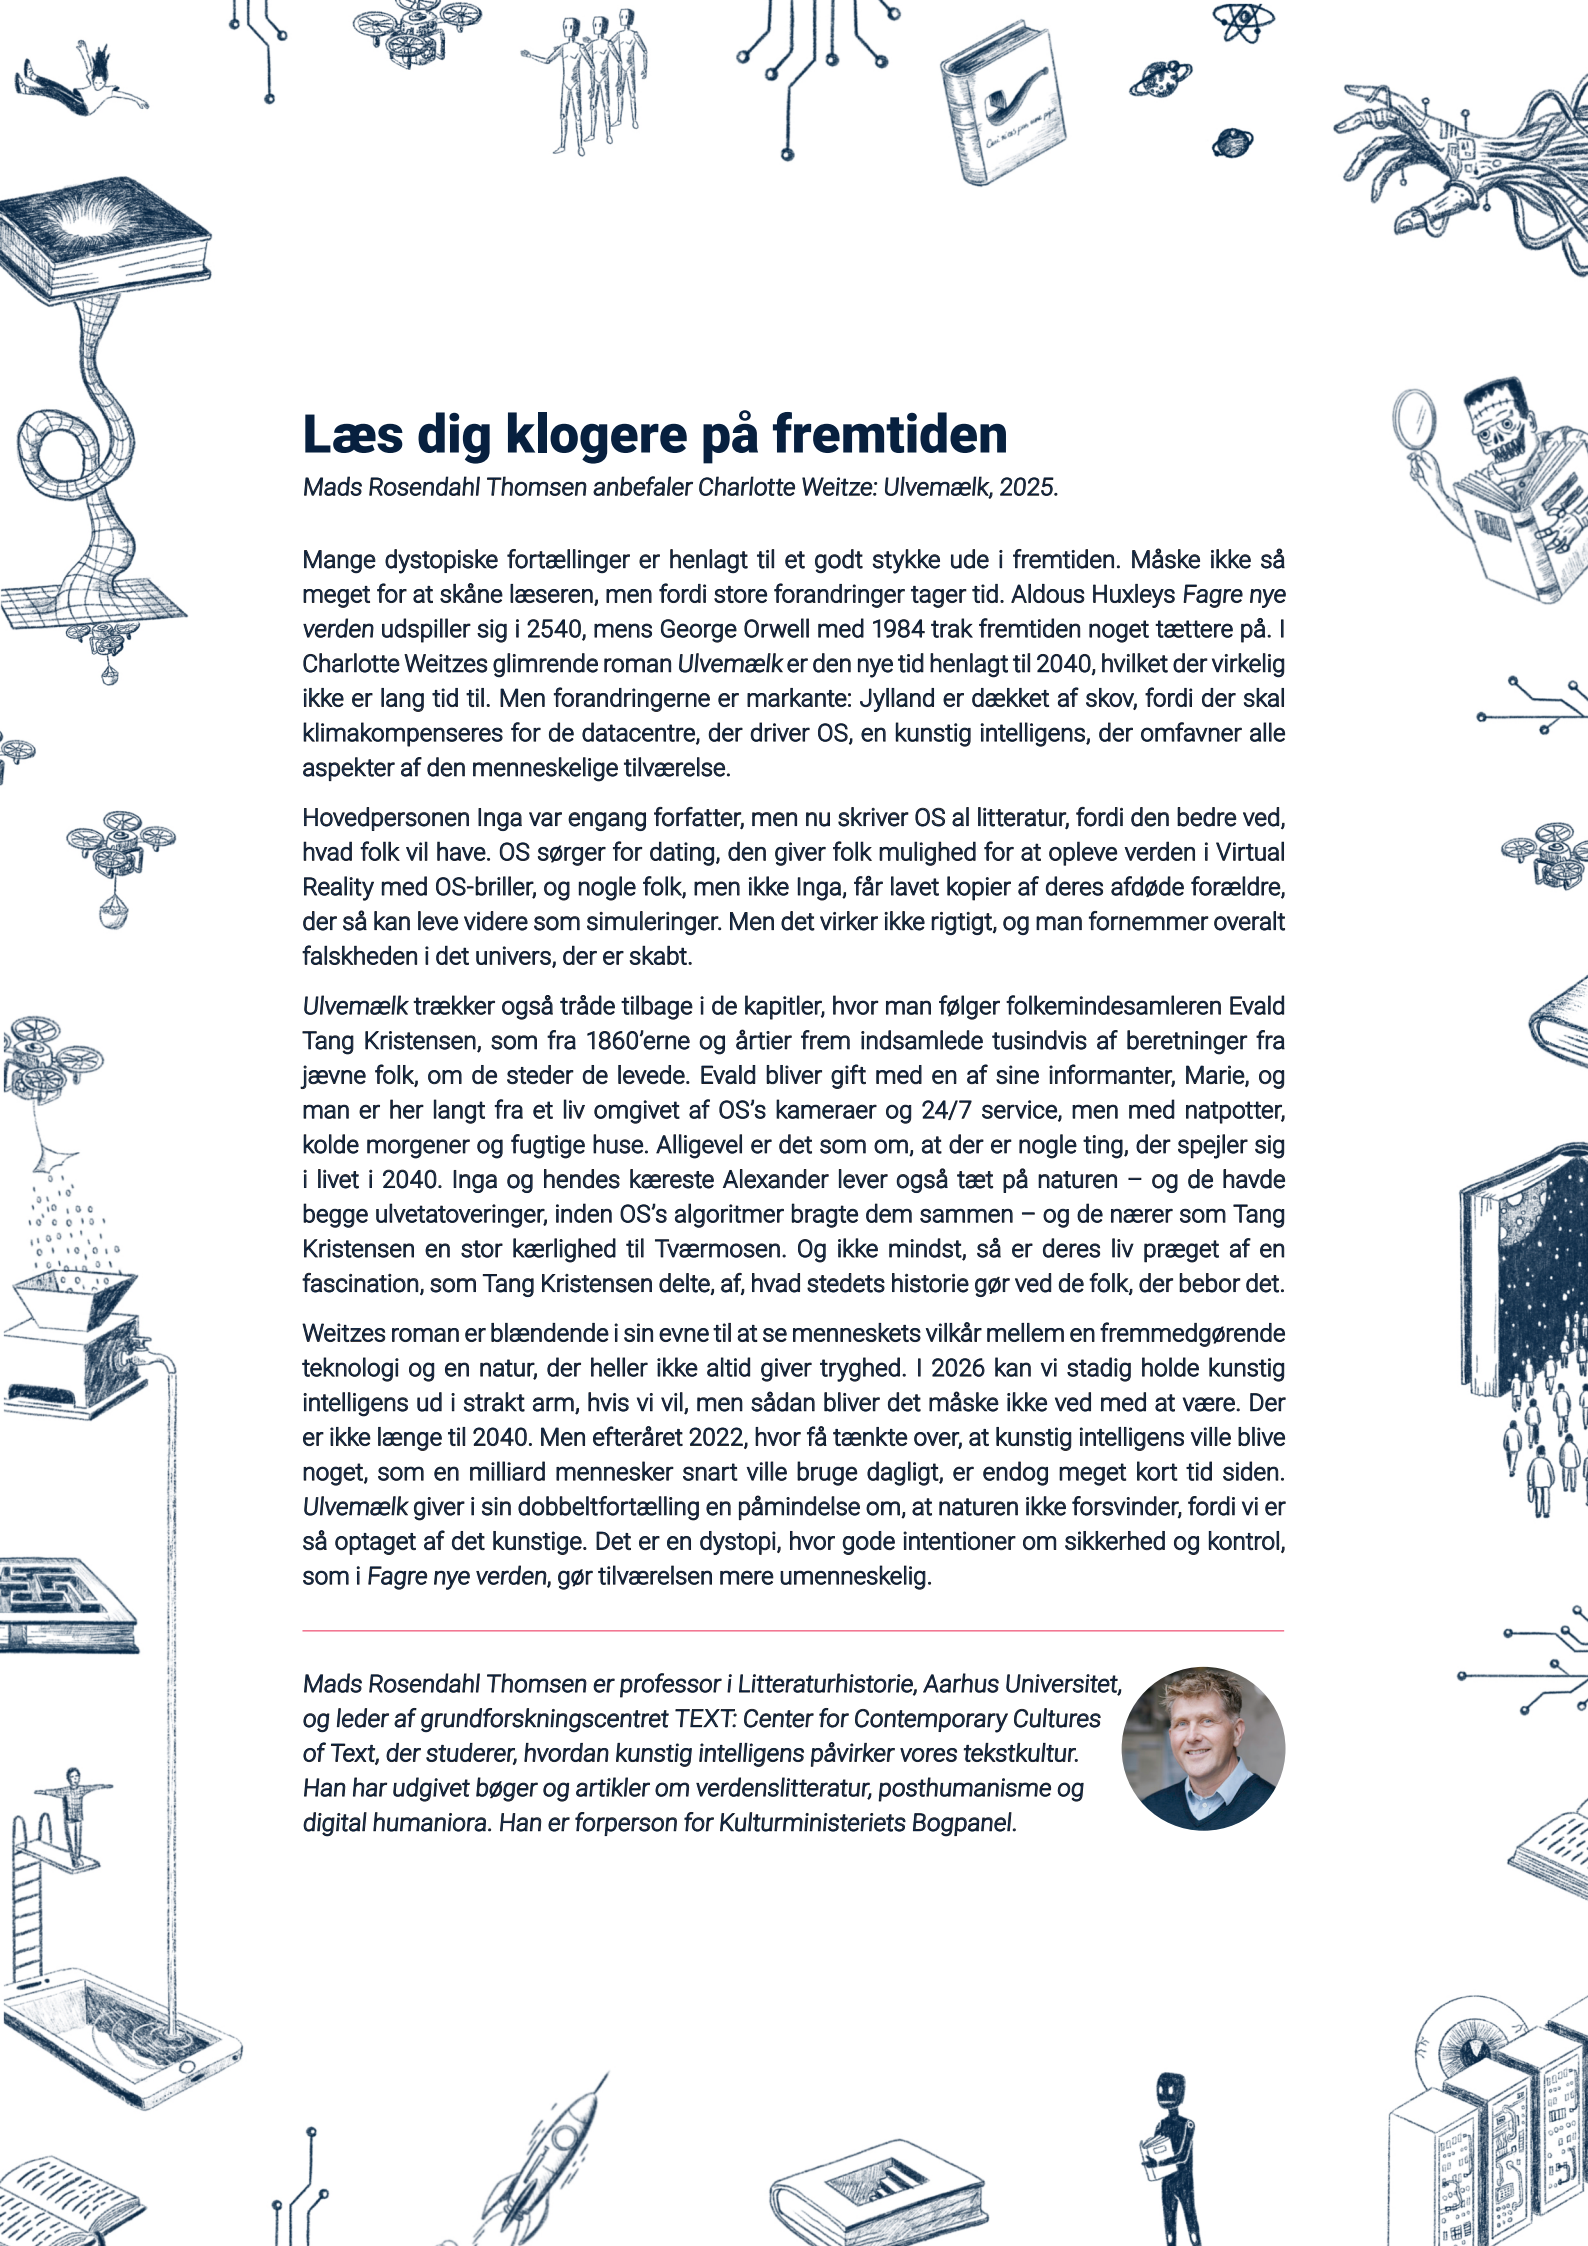 Læs dig klogere på fremtiden
Mads Rosendahl Thomsen anbefaler Charlotte Weitze: Ulvemælk, 2025.
Mange dystopiske fortællinger er henlagt til et godt stykke ude i fremtiden. Måske ikke så
meget for at skåne læseren, men fordi store forandringer tager tid. Aldous Huxleys Fagre nye
verden udspiller sig i 2540, mens George Orwell med 1984 trak fremtiden noget tættere på. I
Charlotte Weitzes glimrende roman Ulvemælk er den nye tid henlagt til 2040, hvilket der virkelig
ikke er lang tid til. Men forandringerne er markante: Jylland er dækket af skov, fordi der skal
klimakompenseres for de datacentre, der driver OS, en kunstig intelligens, der omfavner alle
aspekter af den menneskelige tilværelse.
Hovedpersonen Inga var engang forfatter, men nu skriver OS al litteratur, fordi den bedre ved,
hvad folk vil have. OS sørger for dating, den giver folk mulighed for at opleve verden i Virtual
Reality med OS-briller, og nogle folk, men ikke Inga, får lavet kopier af deres afdøde forældre,
der så kan leve videre som simuleringer. Men det virker ikke rigtigt, og man fornemmer overalt
falskheden i det univers, der er skabt.
Ulvemælk trækker også tråde tilbage i de kapitler, hvor man følger folkemindesamleren Evald
Tang Kristensen, som fra 1860’erne og årtier frem indsamlede tusindvis af beretninger fra
jævne folk, om de steder de levede. Evald bliver gift med en af sine informanter, Marie, og
man er her langt fra et liv omgivet af OS’s kameraer og 24/7 service, men med natpotter,
kolde morgener og fugtige huse. Alligevel er det som om, at der er nogle ting, der spejler sig
i livet i 2040. Inga og hendes kæreste Alexander lever også tæt på naturen – og de havde
begge ulvetatoveringer, inden OS’s algoritmer bragte dem sammen – og de nærer som Tang
Kristensen en stor kærlighed til Tværmosen. Og ikke mindst, så er deres liv præget af en
fascination, som Tang Kristensen delte, af, hvad stedets historie gør ved de folk, der bebor det.
Weitzes roman er blændende i sin evne til at se menneskets vilkår mellem en fremmedgørende
teknologi og en natur, der heller ikke altid giver tryghed. I 2026 kan vi stadig holde kunstig
intelligens ud i strakt arm, hvis vi vil, men sådan bliver det måske ikke ved med at være. Der
er ikke længe til 2040. Men efteråret 2022, hvor få tænkte over, at kunstig intelligens ville blive
noget, som en milliard mennesker snart ville bruge dagligt, er endog meget kort tid siden.
Ulvemælk giver i sin dobbeltfortælling en påmindelse om, at naturen ikke forsvinder, fordi vi er
så optaget af det kunstige. Det er en dystopi, hvor gode intentioner om sikkerhed og kontrol,
som i Fagre nye verden, gør tilværelsen mere umenneskelig.
Mads Rosendahl Thomsen er professor i Litteraturhistorie, Aarhus Universitet,
og leder af grundforskningscentret TEXT: Center for Contemporary Cultures
of Text, der studerer, hvordan kunstig intelligens påvirker vores tekstkultur.
Han har udgivet bøger og artikler om verdenslitteratur, posthumanisme og
digital humaniora. Han er forperson for Kulturministeriets Bogpanel.